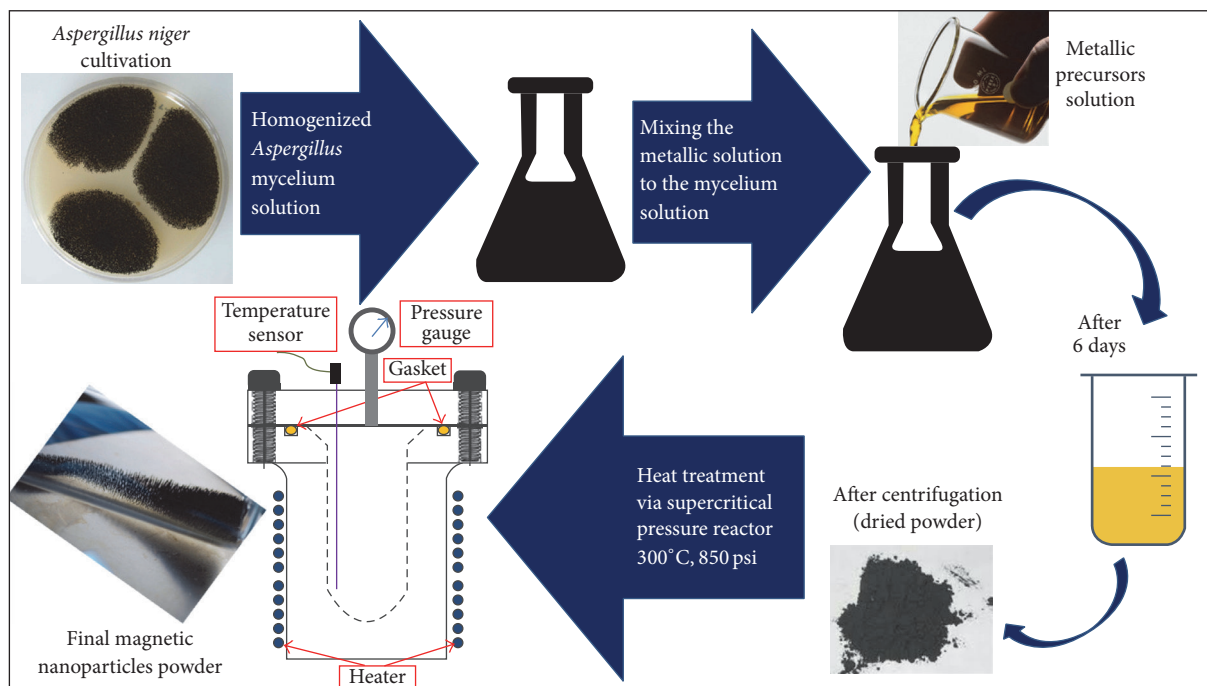 Aspergillus niger
cultivation
Homogenized
Aspergillus
mycelium
solution
Mixing the
metallic solution
to the mycelium
solution
Metallic
precursors
solution
After
6 days
After centrifugation
(dried powder)
Heat treatment
via supercritical
pressure reactor
300°C, 850 psi
Temperature
sensor
Pressure
gauge
Gasket
Heater
Final magnetic
nanoparticles powder